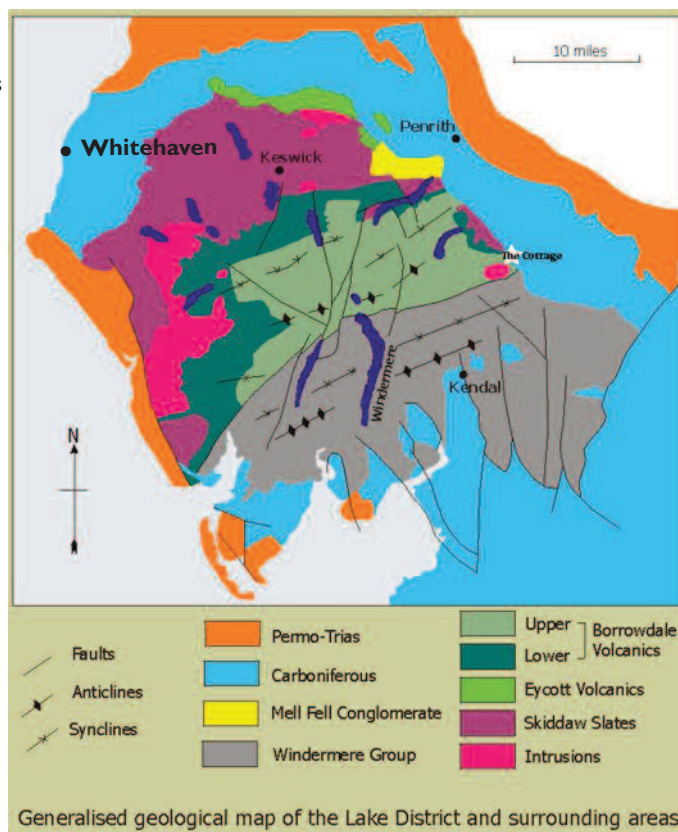 s
10 miles
Whitehaven
Penrith
Keswick
The Cottage
Windermere
Kendal
N
Faults
Anticlines
Synclines
Permo-Trias
Carboniferous
Mell Fell Conglomerate
Windermere Group
Upper
Lower
Borrowdale
Volcanics
Eycott Volcanics
Skiddaw Slates
Intrusions
Generalised geological map of the Lake District and surrounding areas